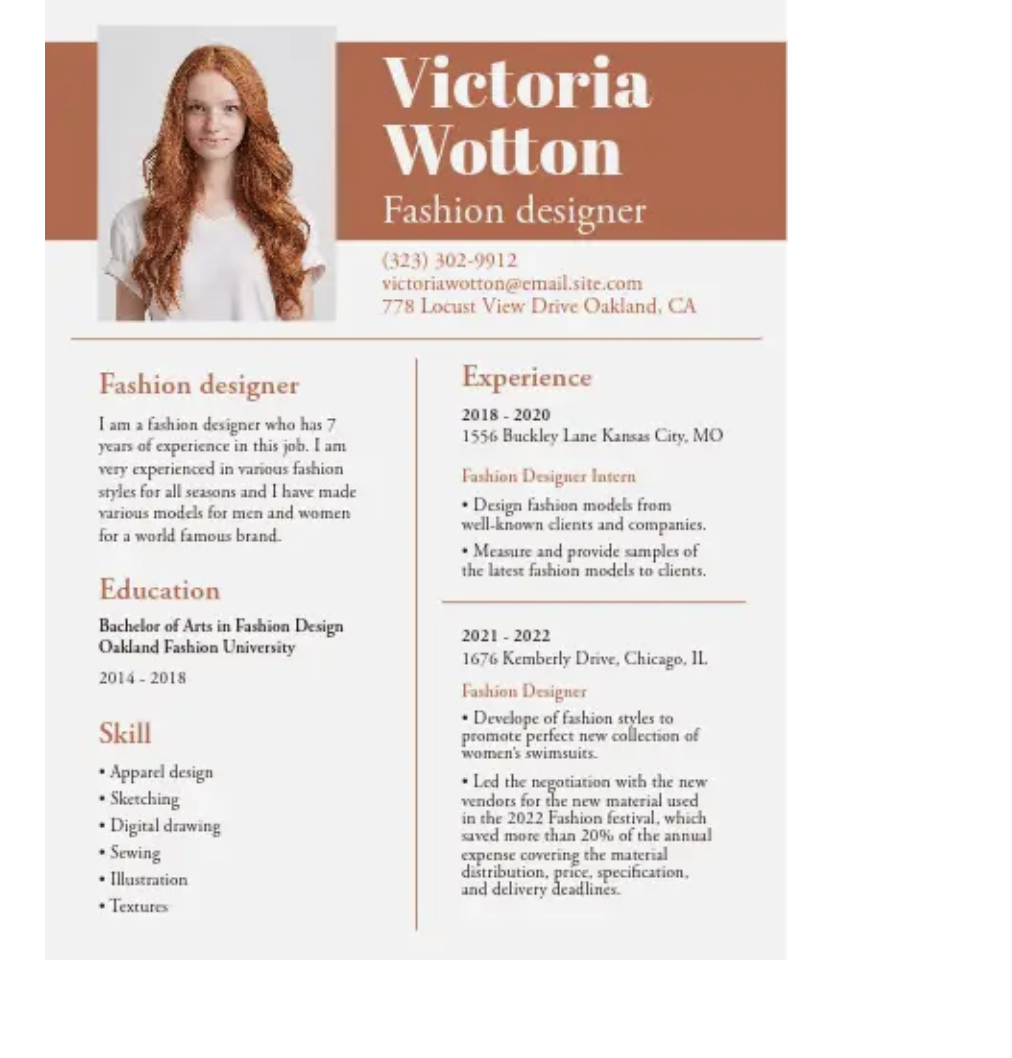 Victoria
Wotton
Fashion designer
(323) 302-9912
victoriawotton@email.site.com
778 Locust View Drive Oakland, CA
Fashion designer
I am a fashion designer who has 7
years of experience in this job. I am
very experienced in various fashion
styles for all seasons and I have made
various models for men and women
for a world famous brand.
Education
Bachelor of Arts in Fashion Design
Oakland Fashion University
2014 - 2018
Skill
• Apparel design
• Sketching
• Digital drawing
• Sewing
• Illustration
• Textures
Experience
2018 - 2020
1556 Buckley Lane Kansas City, MO
Fashion Designer Intern
• Design fashion models from
well-known clients and companies.
• Measure and provide samples of
the latest fashion models to clients.
2021 - 2022
1676 Kemberly Drive, Chicago, IL
Fashion Designer
• Develope of fashion styles to
promote perfect new collection of
women's swimsuits.
• Led the negotiation with the new
vendors for the new material used
in the 2022 Fashion festival, which
saved more than 20% of the annual
expense covering the material
distribution, price, specification,
and delivery deadlines.